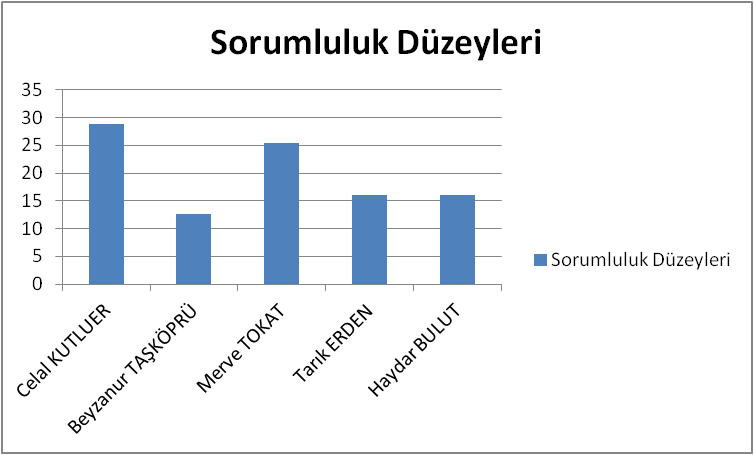 Sorumluluk Düzeyleri
35
30
25
20
15
10
5
0
Celal KUTLUER
Beyzanur TAŞKÖPRÜ
Merve TOKAT
Tarık ERDEN
Haydar BULUT
Sorumluluk Düzeyleri